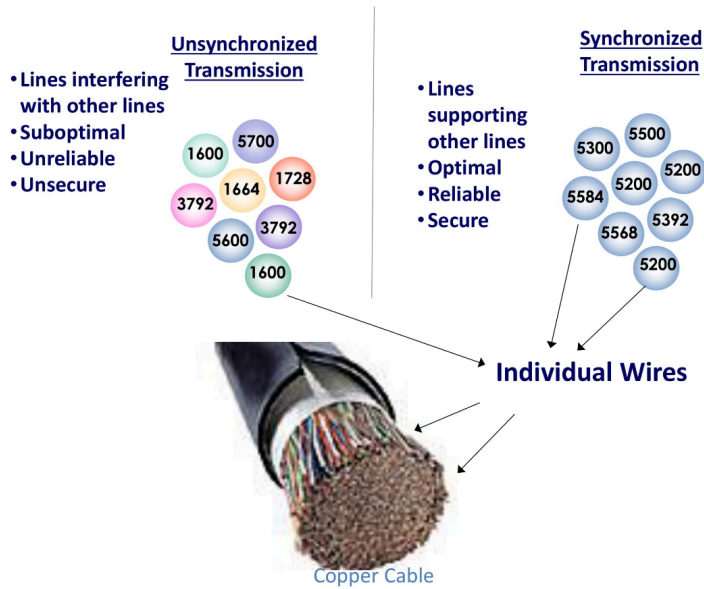 Unsynchronized
Transmission
• Lines interfering
with other lines
• Suboptimal
• Unreliable
• Unsecure
5700
1600
1728
1664
3792
3792
5600
1600
Synchronized
Transmission
• Lines
supporting
other lines
• Optimal
• Reliable
• Secure
5500
5300
5200
5200
5584
5392
5568
5200
Individual Wires
Copper Cable